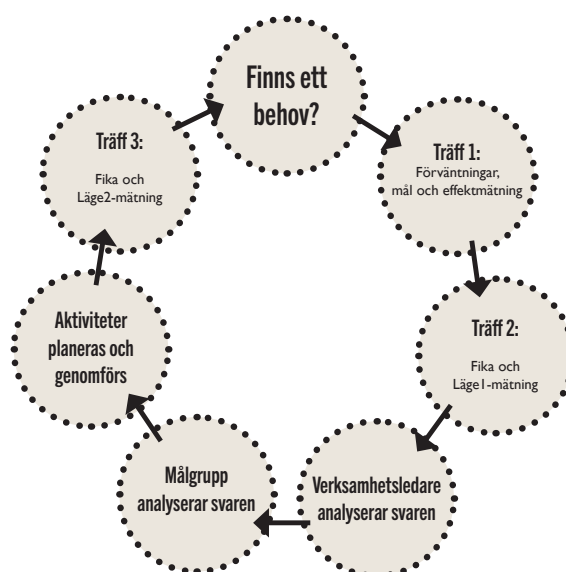 Finns ett
behov?
Träff 1:
Förväntningar,
mål och effektmätning
Träff 2:
Fika och
Läge1-mätning
Verksamhetsledare
analyserar svaren
Målgrupp
analyserar svaren
Aktiviteter
planeras och
genomförs
Träff 3:
Fika och
Läge2-mätning